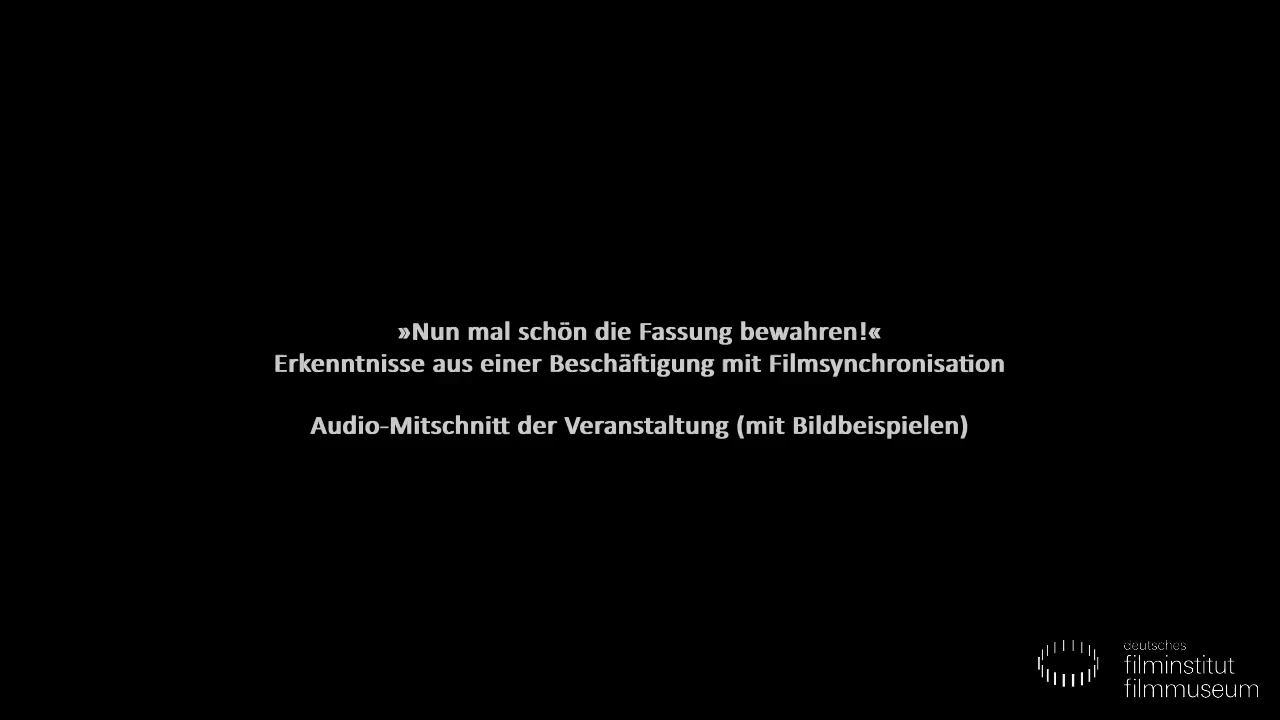 »Nun mal schön die Fassung bewahren!«
Erkenntnisse aus einer Beschäftigung mit Filmsynchronisation
Audio-Mitschnitt der Veranstaltung (mit Bildbeispielen)
deutsches
filminstitut
filmmuseum